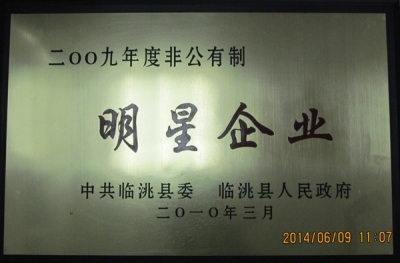 二OO九年度非公有制
明星企业
中共临洮县委 临洮县人民政府
二O一O年三月
2014/06/09 11:07